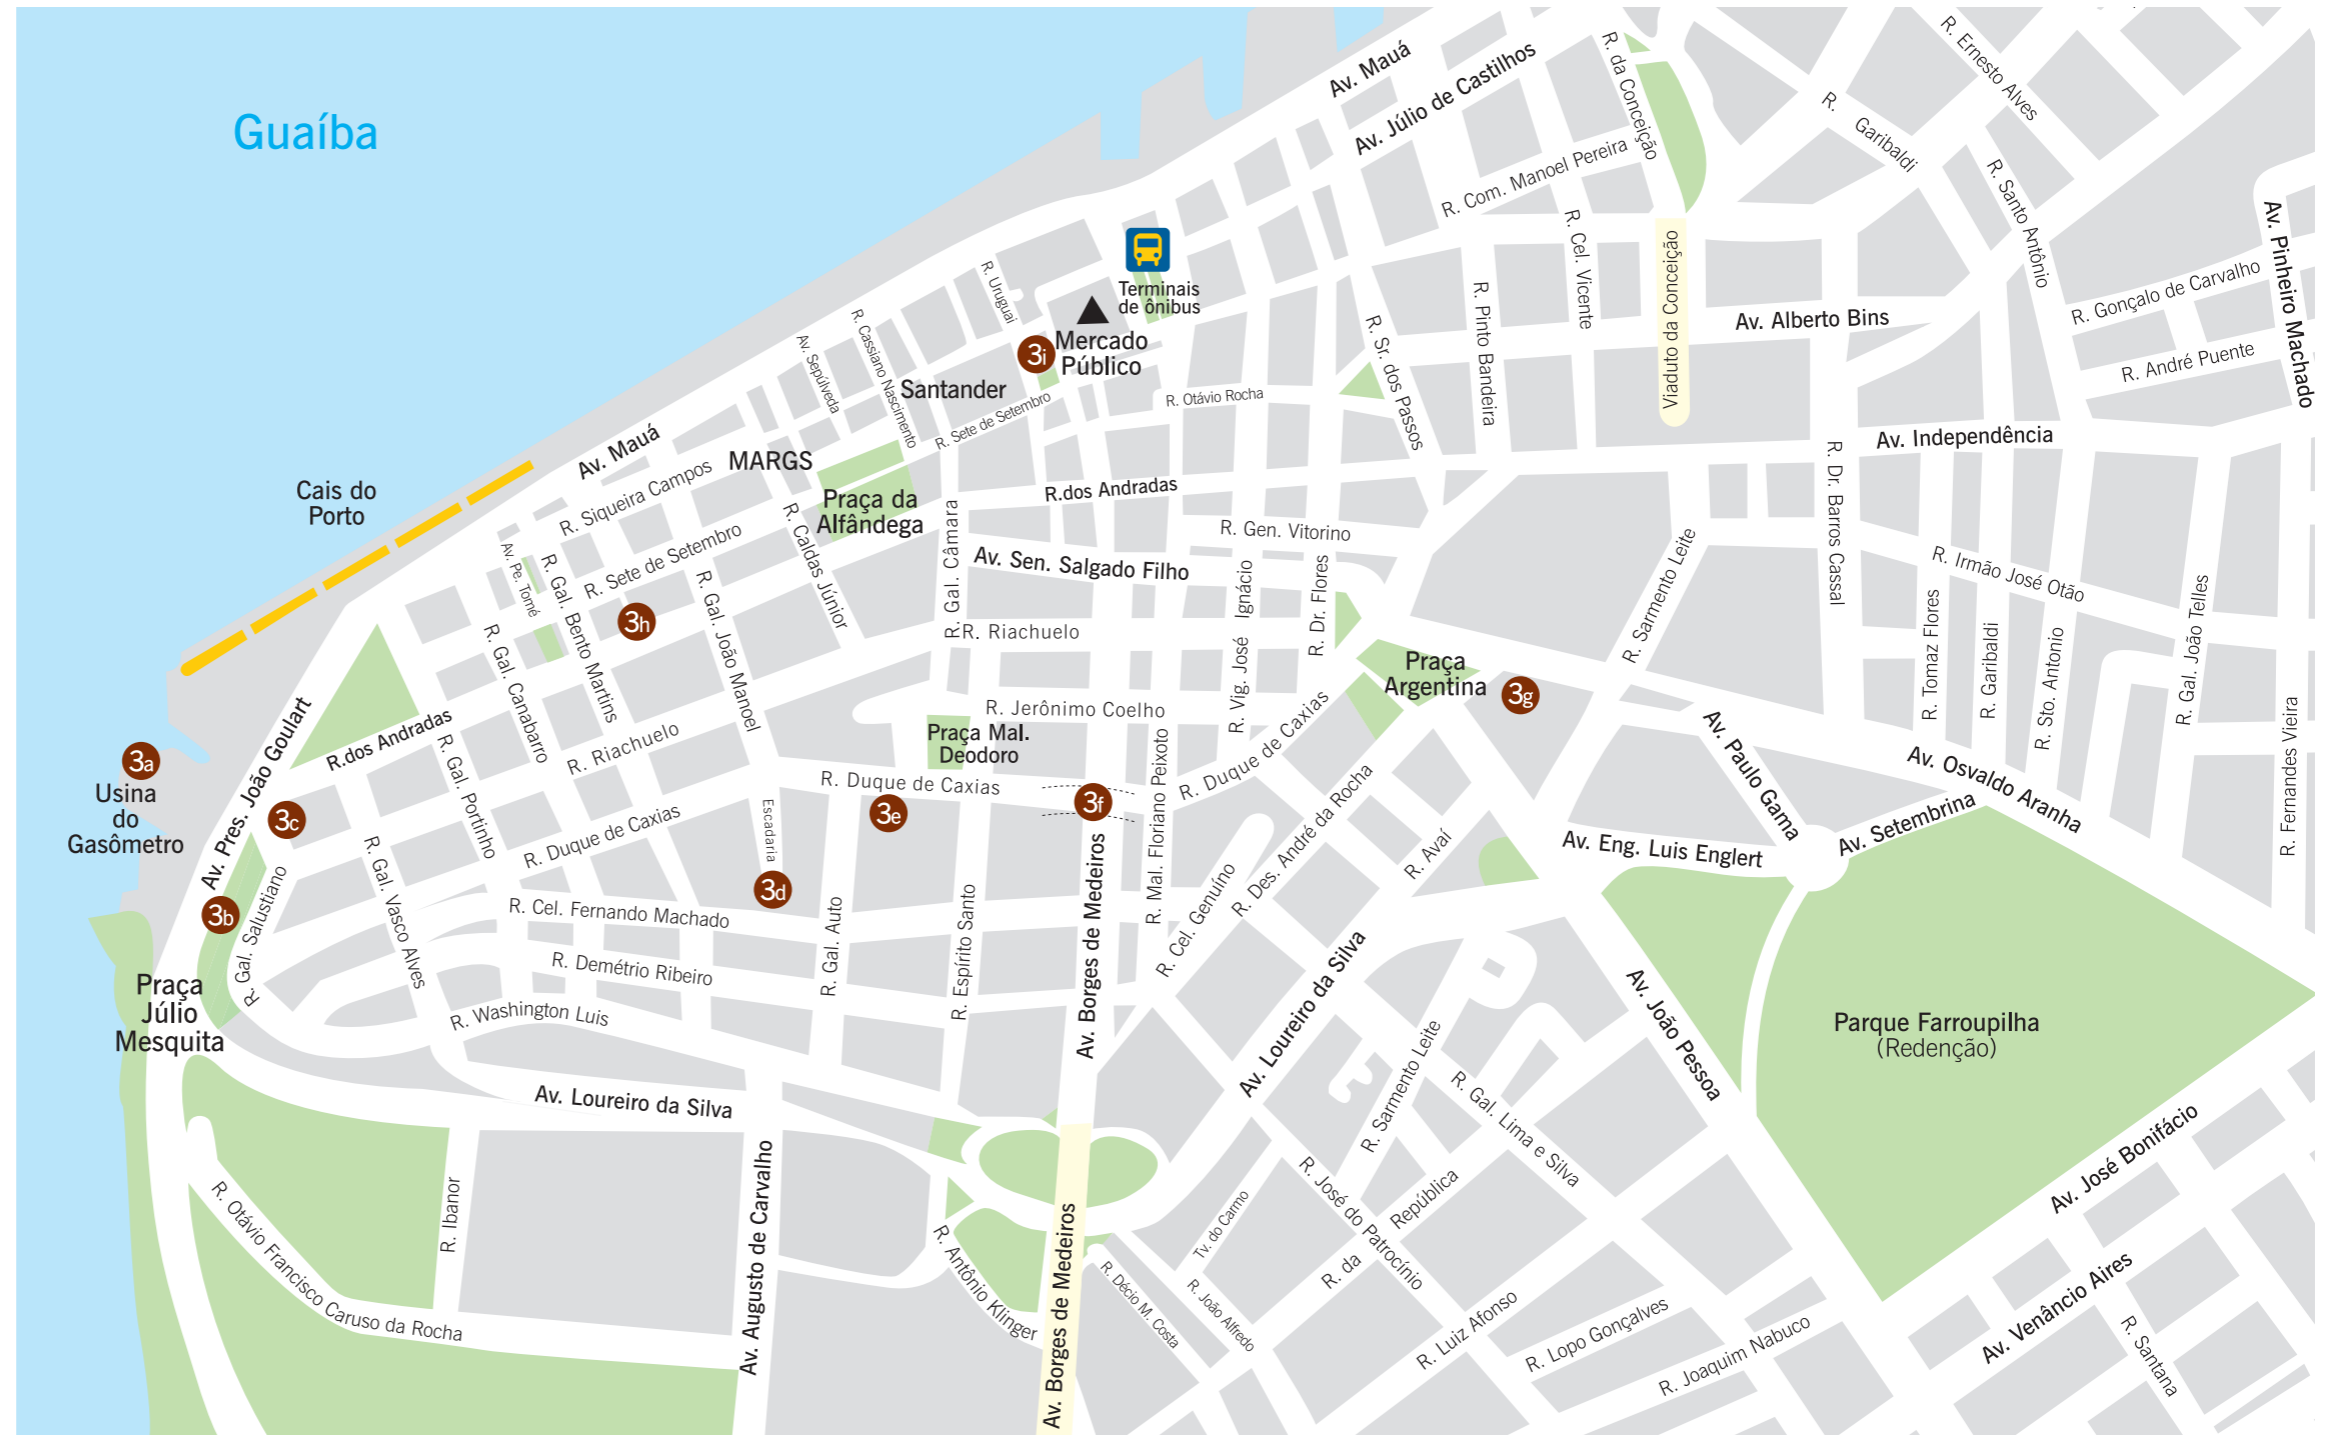 Guaíba
Av. Mauá
Av. Júlio de Castilhos
R. da Conceição
R. Com. Manoel Pereira
R. Ernesto Alves
R. Garibaldi
R. Santo Antônio
Av. Pinheiro Machado
R. Gonçalo de Carvalho
R. André Puente
R. Cel. Vicente
R. Pinto Bandeira
Viaduto da Conceição
Av. Alberto Bins
Terminais
de ônibus
Mercado
Público
3i
R. Uruguai
R. Cassiano Nascimento
Av. Sepúlveda
Santander
R. Sete de Setembro
R. Otávio Rocha
R. Sr. dos Passos
Av. Independência
R. Dr. Barros Cassal
Av. Mauá
MARGS
R. Siqueira Campos
Cais do
Porto
Praça da
Alfândega
R.dos Andradas
R. Gen. Vitorino
R. Caldas Júnior
R. Gal. Câmara
Av. Sen. Salgado Filho
R. Sete de Setembro
Av. Pe. Tomé
R. Gal. Bento Martins
3h
R. Gal. João Manoel
R. Gal. Canabarro
R. Riachuelo
R. Vig. José Ignácio
R. Dr. Flores
R. Sarmento Leite
R. Irmão José Otão
R. Tomaz Flores
R. Garibaldi
R. Sto. Antonio
R. Gal. João Telles
R. Fernandes Vieira
Praça
Argentina
3g
R. Jerônimo Coelho
Praça Mal.
Deodoro
R. Duque de Caxias
R. Duque de Caxias
3f
3e
R. Mal. Floriano Peixoto
R. Riachuelo
R.dos Andradas
Av. Pres. João Goulart
3a
Usina
do
Gasômetro
3c
R. Gal. Portinho
R. Duque de Caxias
Escadaria
3d
R. Gal. Vasco Alves
R. Gal. Salustiano
3b
R. Cel. Fernando Machado
R. Gal. Auto
R. Espírito Santo
Av. Borges de Medeiros
R. Cel. Genuíno
R. Des. André da Rocha
R. Avaí
Av. Paulo Gama
Av. Osvaldo Aranha
Av. Setembrina
Av. Eng. Luis Englert
R. Demétrio Ribeiro
R. Washington Luis
Praça
Júlio
Mesquita
Av. Loureiro da Silva
Av. Loureiro da Silva
R. Sarmento Leite
R. Gal. Lima e Silva
Av. João Pessoa
Parque Farroupilha
(Redenção)
Av. José Bonifácio
Av. Venâncio Aires
R. Santana
R. Ibanor
R. Otávio Francisco Caruso da Rocha
Av. Augusto de Carvalho
R. Antônio Klinger
Av. Borges de Medeiros
R. Décio M. Costa
R. João Alfredo
Tv. do Carmo
R. José do Patrocínio
R. da República
R. Luiz Afonso
R. Lopo Gonçalves
R. Joaquim Nabuco